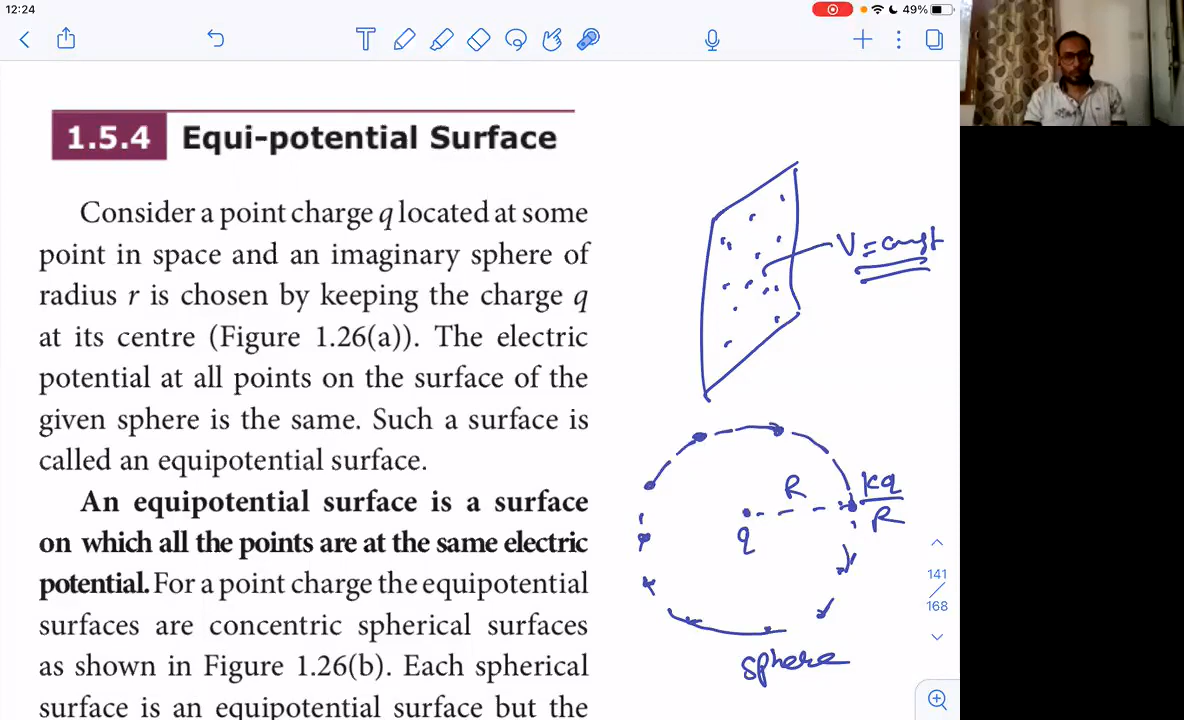 12:24
49%
1.5.4 Equi-potential Surface
Consider a point charge q located at some
point in space and an imaginary sphere of
radius r is chosen by keeping the charge q
at its centre (Figure 1.26(a)). The electric
potential at all points on the surface of the
given sphere is the same. Such a surface is
called an equipotential surface.
An equipotential surface is a surface
on which all the points are at the same electric
potential. For a point charge the equipotential
surfaces are concentric spherical surfaces
as shown in Figure 1.26(b). Each spherical
surface is an equipotential surface but the
V = const
R
kq
R
q
sphere
141
/
168